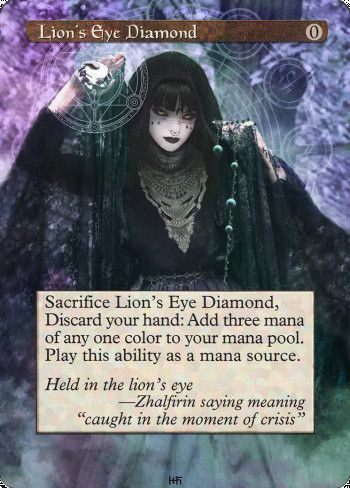 Lion's Eye Diamond 0
Sacrifice Lion's Eye Diamond,
Discard your hand: Add three mana
of any one color to your mana pool.
Play this ability as a mana source.
Held in the lion's eye
—Zhalfirin saying meaning
"caught in the moment of crisis"